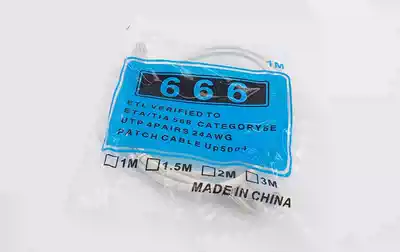 1M
666
ETL VERIFIED TO
ETA/TIA 568 CATEGORY5E
UTP 4PAIRS 24AWG
PATCH CABLE
1M 1.5M 2M 3M
MADE IN CHINA